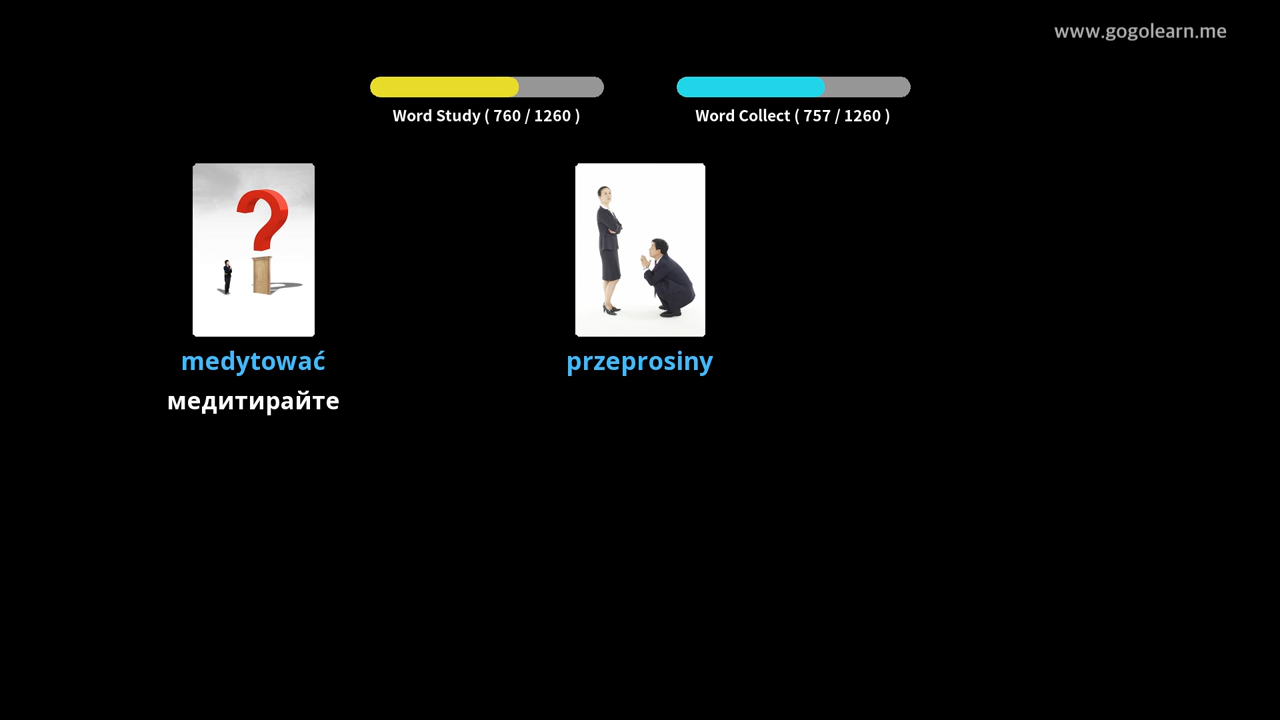 www.gogolearn.me
Word Study ( 760 / 1260 )
Word Collect ( 757 / 1260 )
medytować
przeprosiny
медитирайте